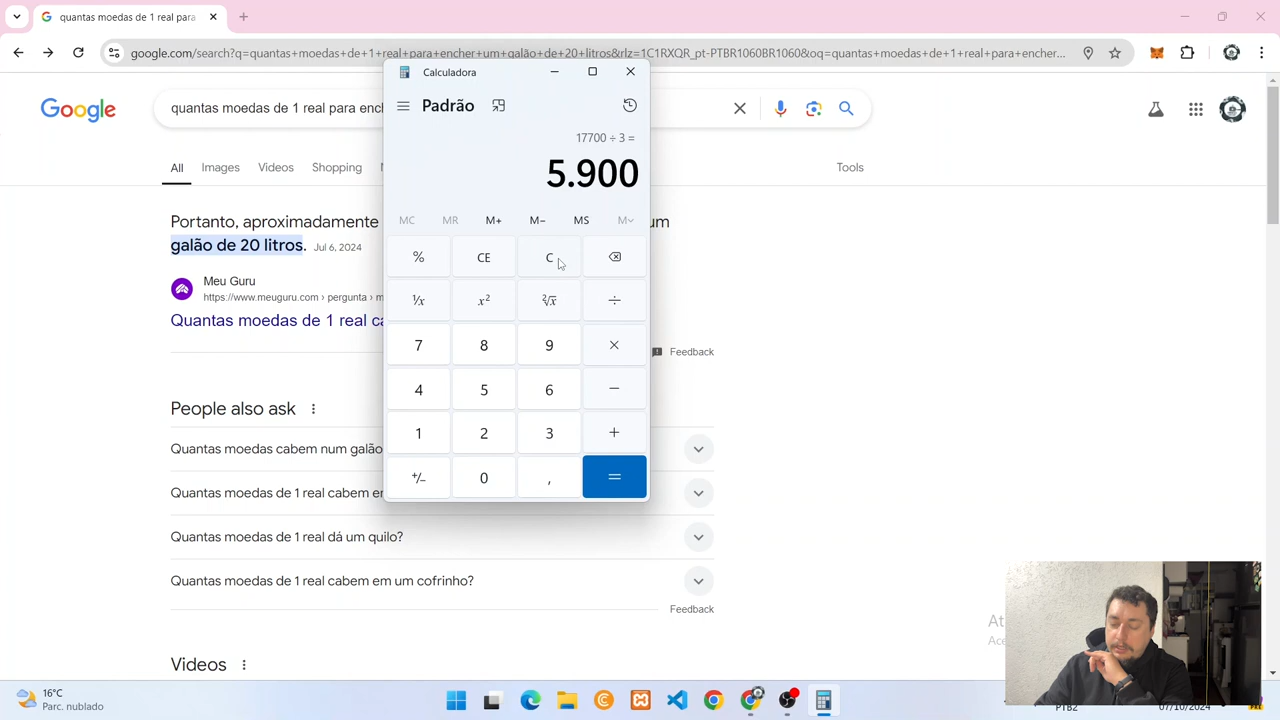 quantas moedas de 1 real para
google.com/search?q=quantas+moedas+de+1+real+para+encher+um+galão+de+20+litros&rlz=1C1RXQR_pt-PTBR1060BR1060&oq=quantas+moedas+de+1+real+para+encher...
Google
quantas moedas de 1 real para enc
All
Images
Videos
Shopping
Tools
Portanto, aproximadamente
um
galão de 20 litros. Jul 6, 2024
Meu Guru
https://www.meuguru.com › pergunta ›
Quantas moedas de 1 real ca
Feedback
People also ask
Quantas moedas cabem num galão
Quantas moedas de 1 real cabem e
Quantas moedas de 1 real dá um quilo?
Quantas moedas de 1 real cabem em um cofrinho?
Feedback
Videos
Calculadora
Padrão
17700 ÷ 3 =
5.900
MC MR M+ M− MS M
% CE C
¹/x x² ²√x ÷
7 8 9 ×
4 5 6 −
1 2 3 +
+/− 0 , =
16°C
Parc. nublado
PTB2
07/10/2024